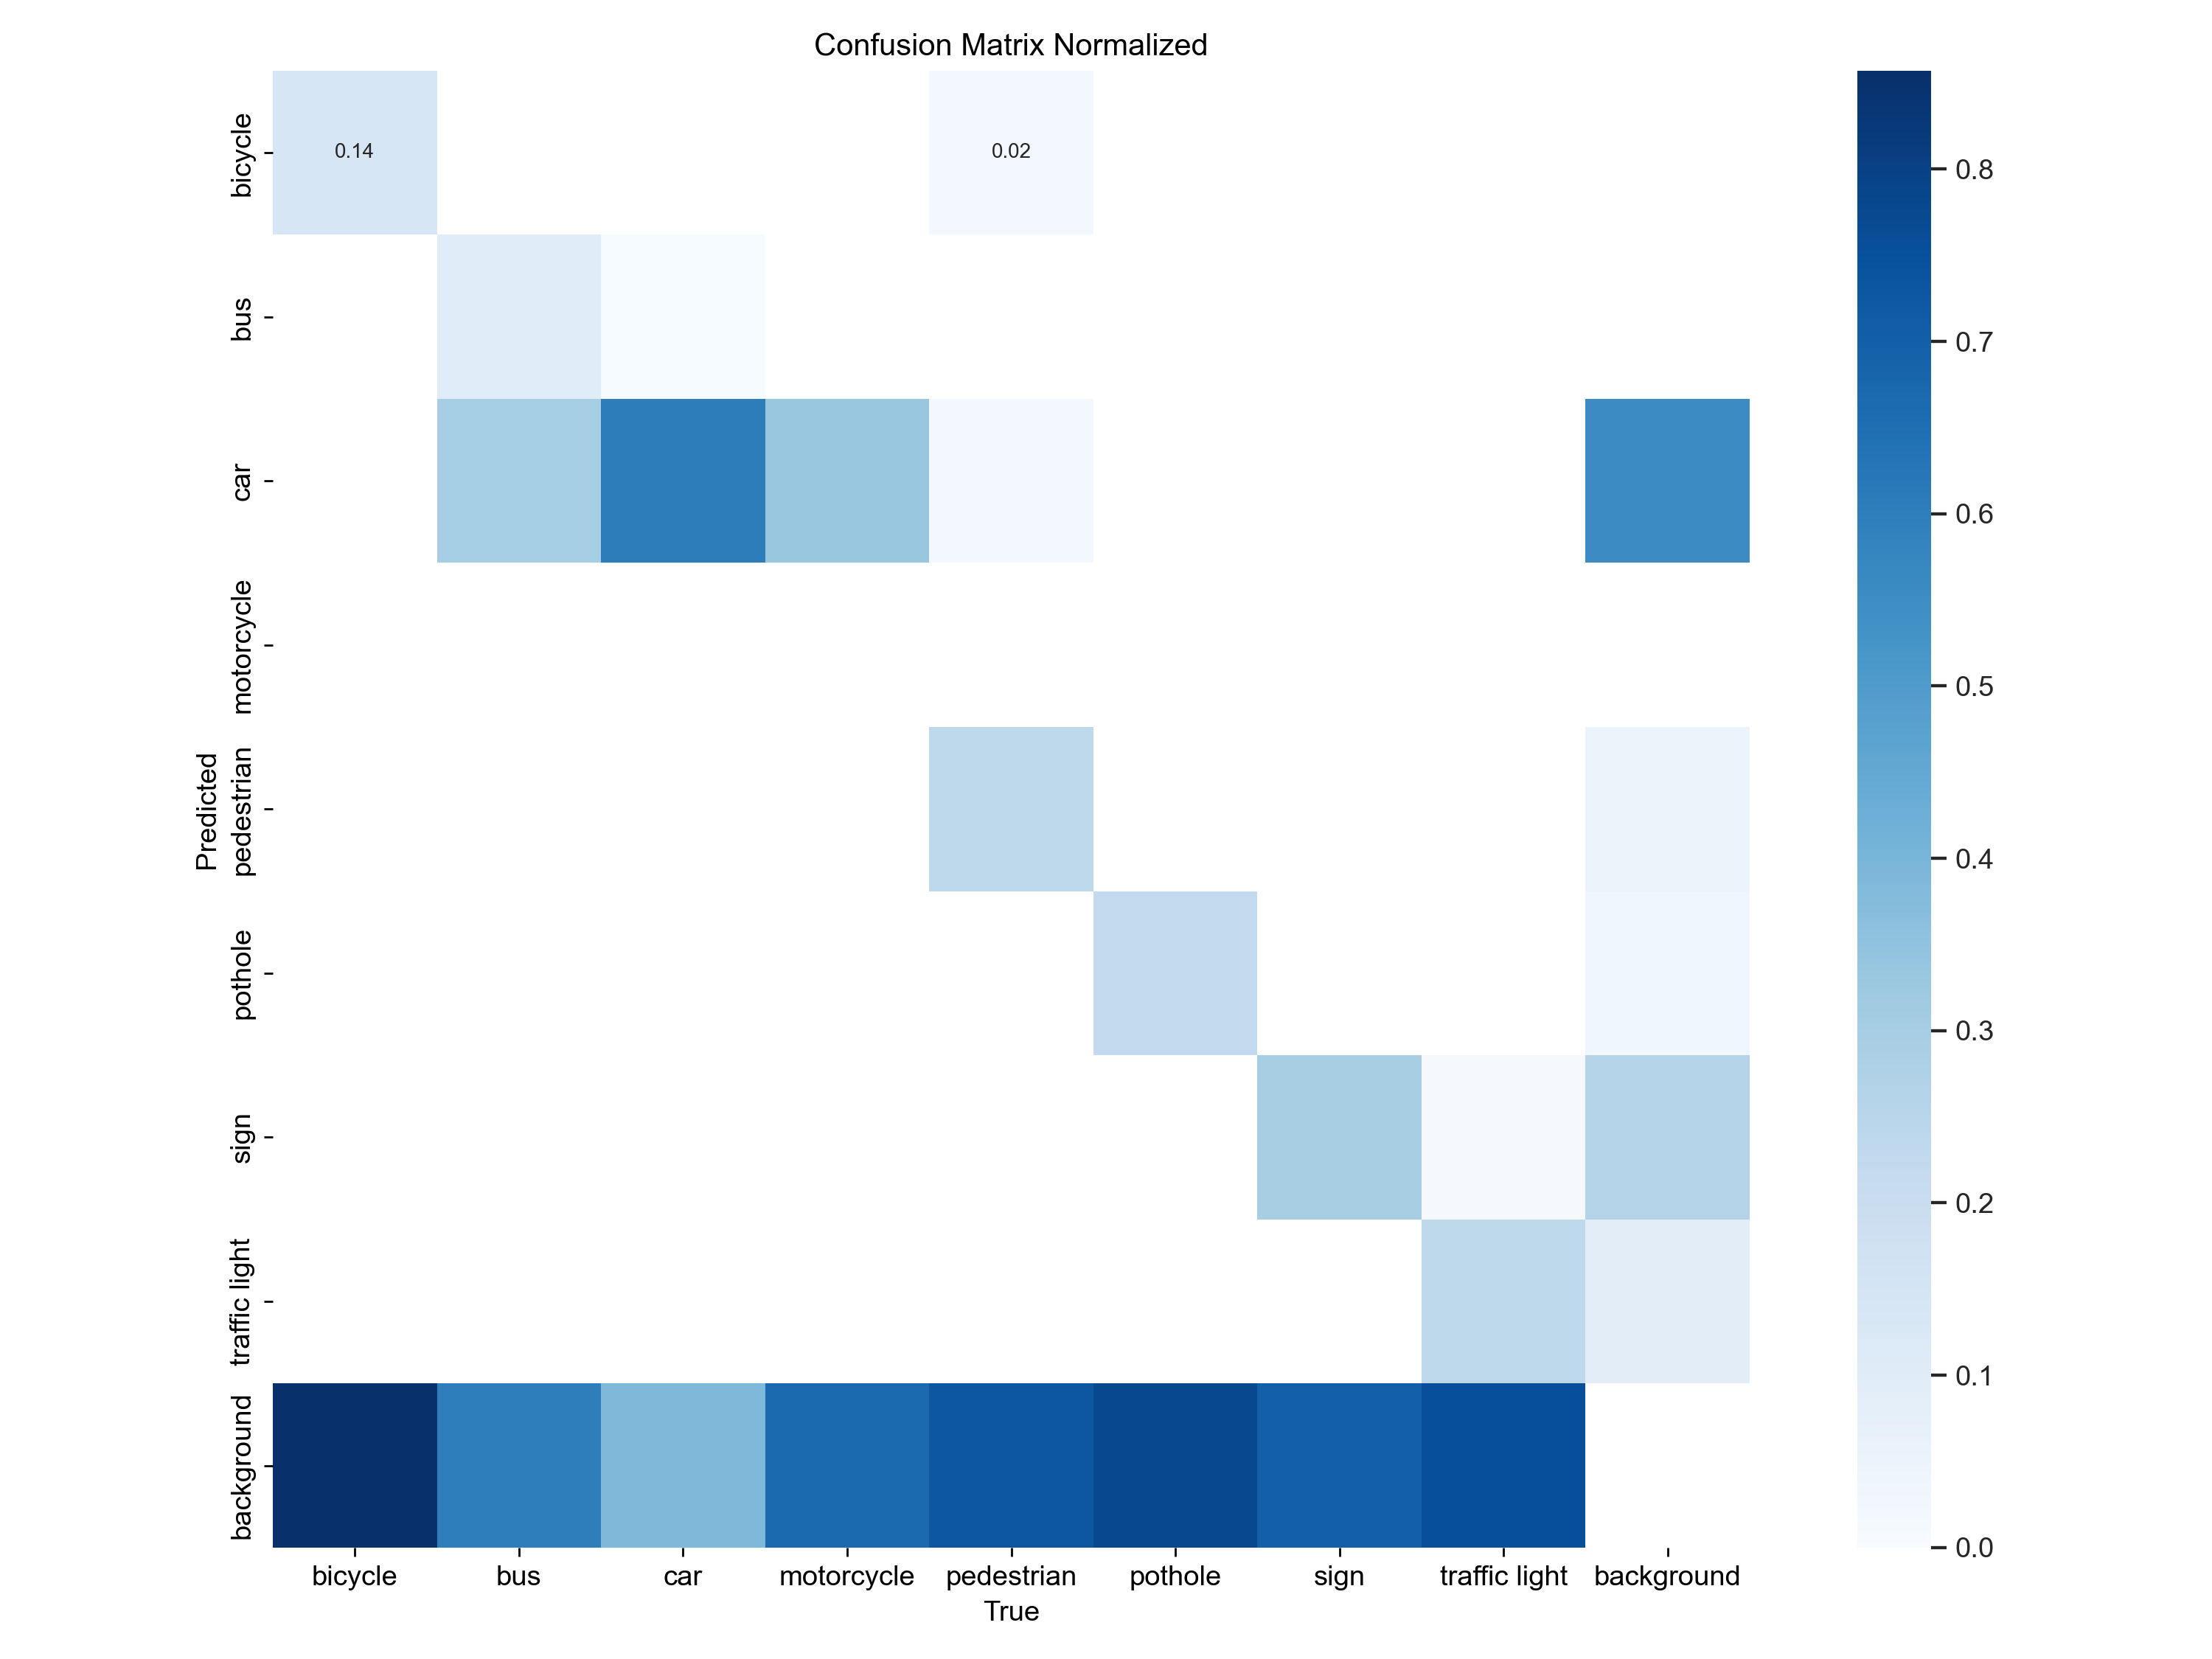 Confusion Matrix Normalized
Predicted
bicycle
0.14
0.02
bus
car
motorcycle
pedestrian
pothole
sign
traffic light
background
bicycle
bus
car
motorcycle
pedestrian
pothole
sign
traffic light
background
True
0.8
0.7
0.6
0.5
0.4
0.3
0.2
0.1
0.0